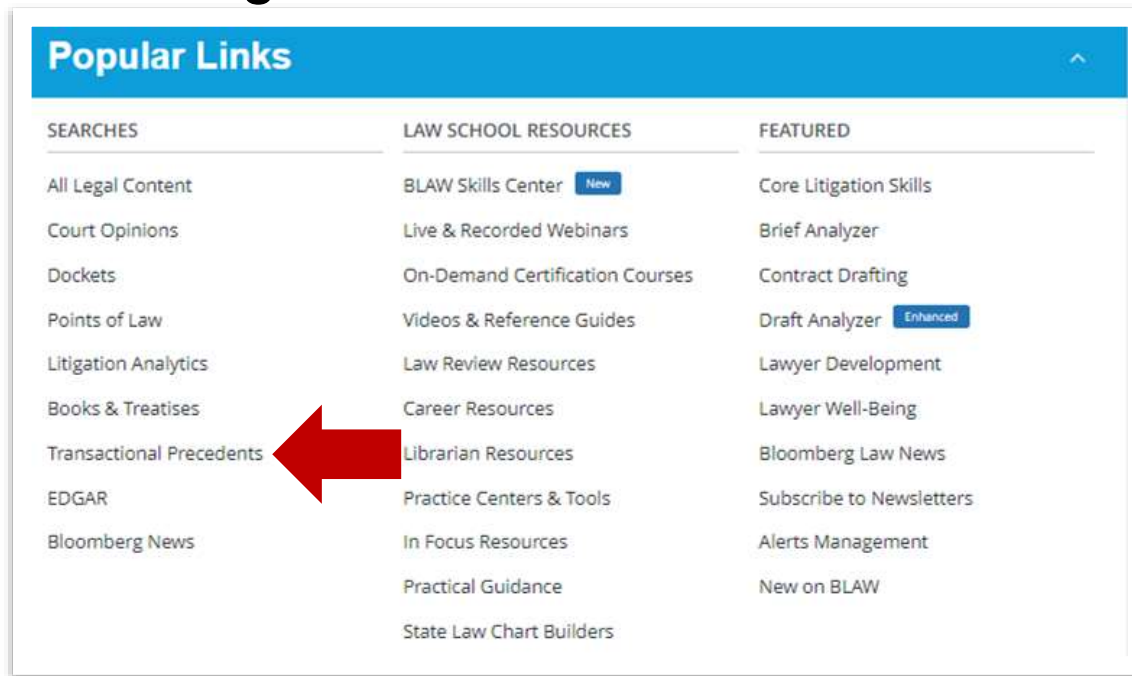 Popular Links
SEARCHES
All Legal Content
Court Opinions
Dockets
Points of Law
Litigation Analytics
Books & Treatises
Transactional Precedents
EDGAR
Bloomberg News
LAW SCHOOL RESOURCES
BLAW Skills Center New
Live & Recorded Webinars
On-Demand Certification Courses
Videos & Reference Guides
Law Review Resources
Career Resources
Librarian Resources
Practice Centers & Tools
In Focus Resources
Practical Guidance
State Law Chart Builders
FEATURED
Core Litigation Skills
Brief Analyzer
Contract Drafting
Draft Analyzer Enhanced
Lawyer Development
Lawyer Well-Being
Bloomberg Law News
Subscribe to Newsletters
Alerts Management
New on BLAW